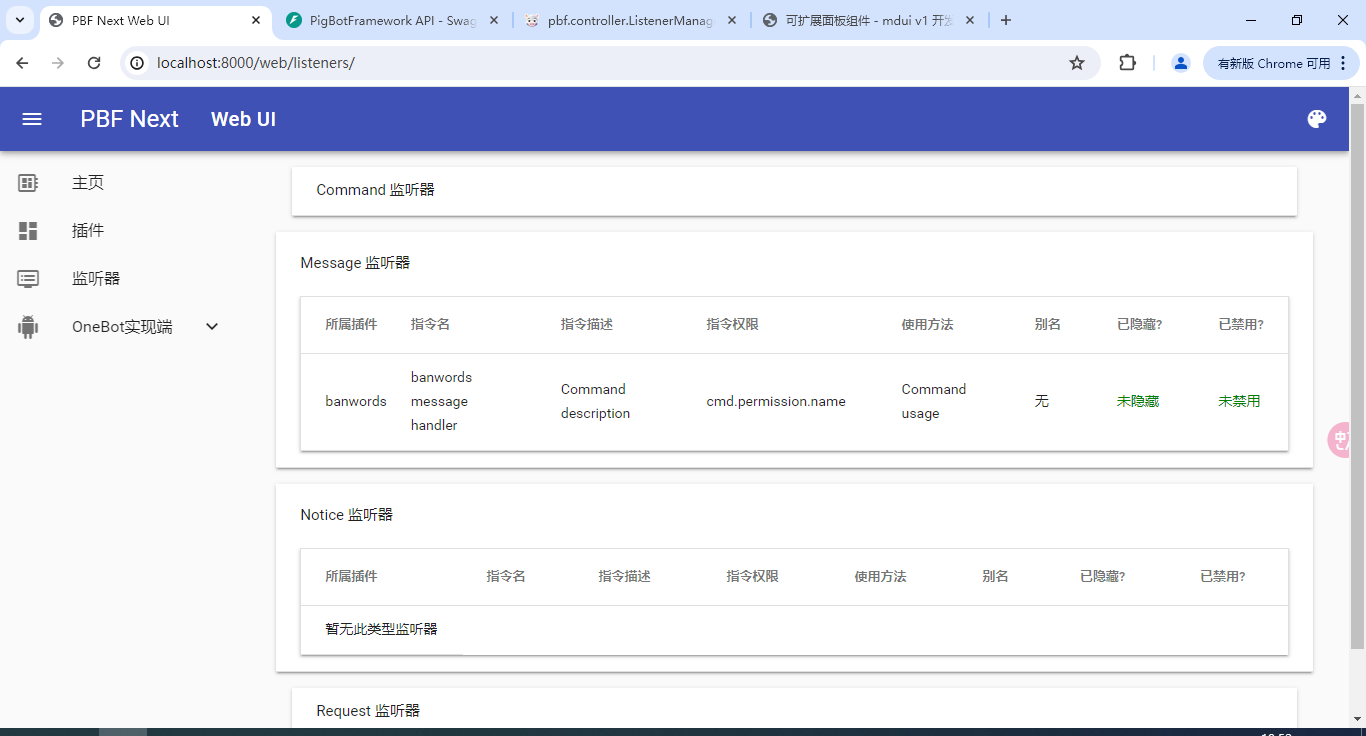 PBF Next Web UI
PigBotFramework API - Swag
pbf.controller.ListenerManag
可扩展面板组件 - mdui v1 开发
localhost:8000/web/listeners/
有新版 Chrome 可用
PBF Next Web UI
主页
插件
监听器
OneBot实现端
Command 监听器
Message 监听器
所属插件 指令名 指令描述 指令权限 使用方法 别名 已隐藏? 已禁用?
banwords
banwords
message
handler
Command
description
cmd.permission.name
Command
usage
无
未隐藏
未禁用
Notice 监听器
所属插件 指令名 指令描述 指令权限 使用方法 别名 已隐藏? 已禁用?
暂无此类型监听器
Request 监听器